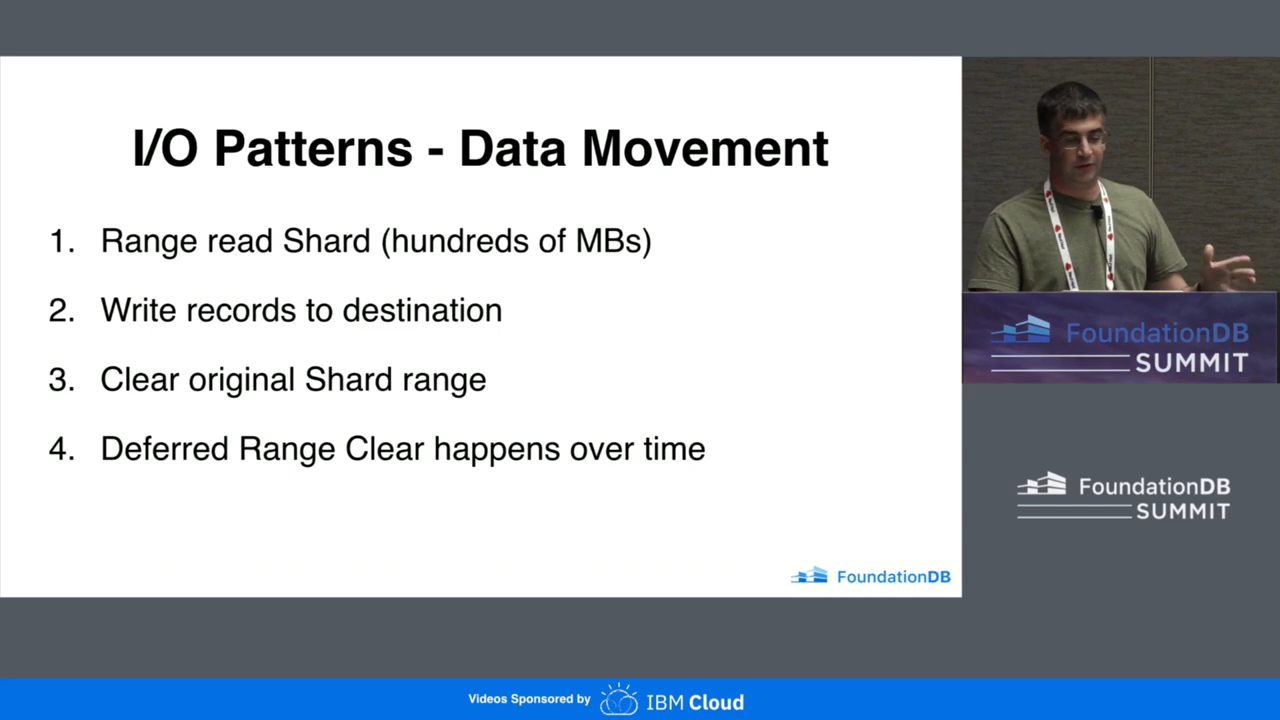 I/O Patterns - Data Movement
1. Range read Shard (hundreds of MBs)
2. Write records to destination
3. Clear original Shard range
4. Deferred Range Clear happens over time
FoundationDB
FoundationDB
SUMMIT
FoundationDB
SUMMIT
Videos Sponsored by IBM Cloud